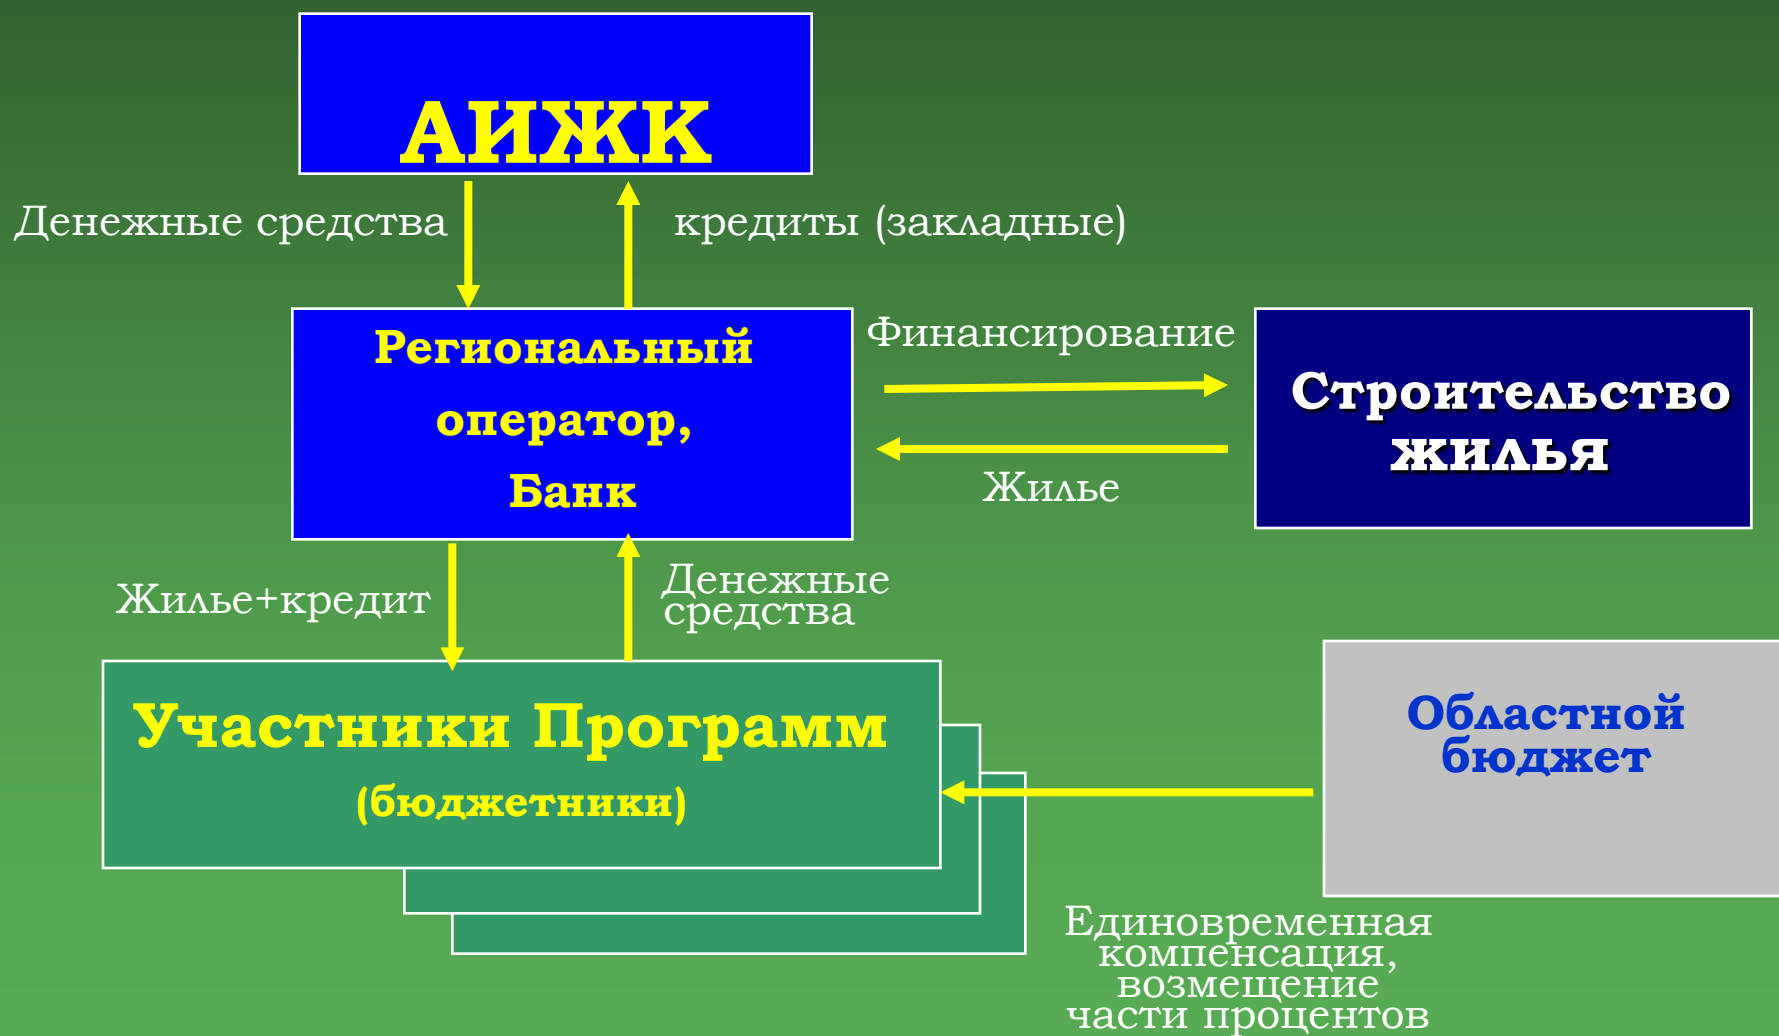 АИЖК
Денежные средства
кредиты (закладные)
Региональный
оператор,
Банк
Финансирование
Жилье
Строительство
жилья
Жилье+кредит
Денежные
средства
Участники Программ
(бюджетники)
Областной
бюджет
Единовременная
компенсация,
возмещение
части процентов